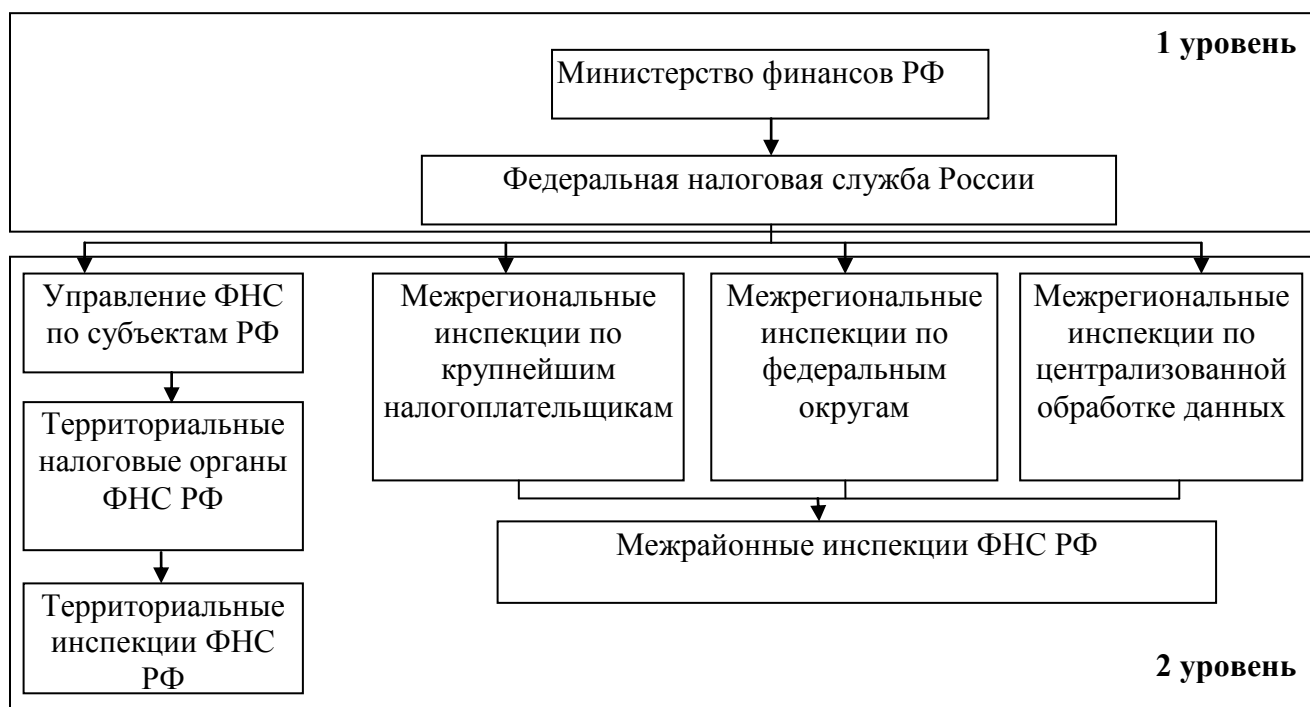 1 уровень
Министерство финансов РФ
Федеральная налоговая служба России
Управление ФНС
по субъектам РФ
Межрегиональные
инспекции по
крупнейшим
налогоплательщикам
Межрегиональные
инспекции по
федеральным
округам
Межрегиональные
инспекции по
централизованной
обработке данных
Территориальные
налоговые органы
ФНС РФ
Межрайонные инспекции ФНС РФ
Территориальные
инспекции ФНС
РФ
2 уровень